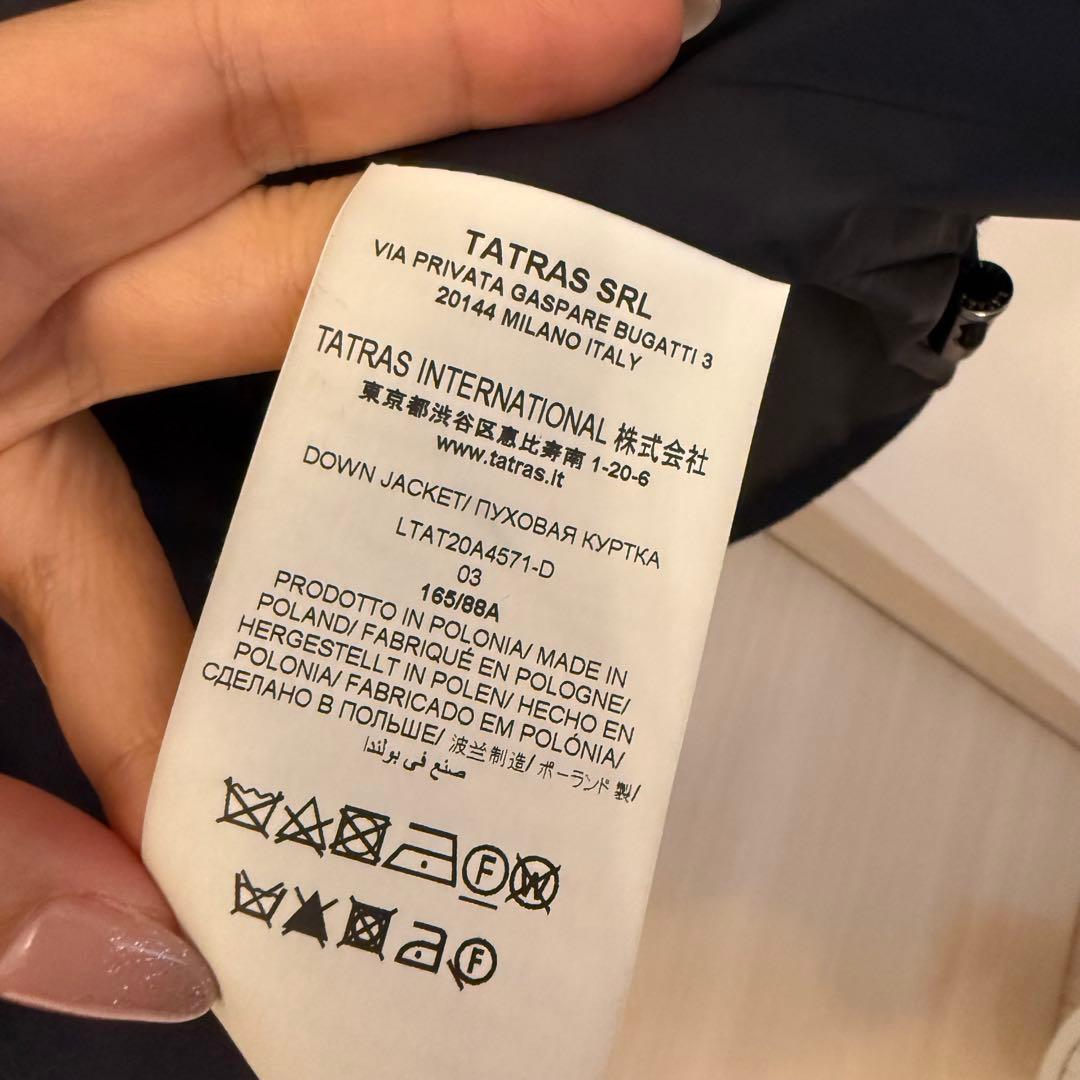 TATRAS SRL
VIA PRIVATA GASPARE BUGATTI 3
20144 MILANO ITALY
TATRAS INTERNATIONAL 株式会社
東京都渋谷区恵比寿南 1-20-6
www.tatras.it
DOWN JACKET/ ПУХОВАЯ КУРТКА
LTAT20A4571-D
03
165/88A
PRODOTTO IN POLONIA/ MADE IN
POLAND/ FABRIQUÉ EN POLOGNE/
HERGESTELLT IN POLEN/ HECHO EN
POLONIA/ FABRICADO EM POLÓNIA/
СДЕЛАНО В ПОЛЬШЕ/ 波兰制造/ ポーランド 製/
صنع في بولندا
F W
F